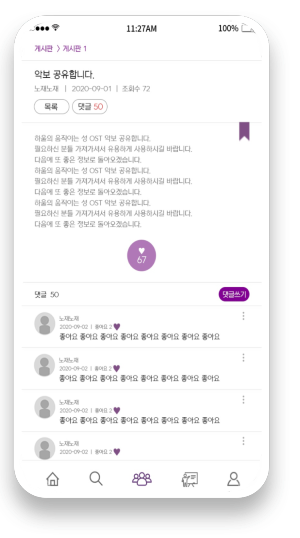 11:27AM
100%
게시판 > 게시판 1
악보 공유합니다.
노재노재 | 2020-09-01 | 조회수 72
목록
댓글 50
하울의 움직이는 성 OST 악보 공유합니다.
필요하신 분들 가져가셔서 유용하게 사용하시길 바랍니다.
다음에 또 좋은 정보로 돌아오겠습니다.
하울의 움직이는 성 OST 악보 공유합니다.
필요하신 분들 가져가셔서 유용하게 사용하시길 바랍니다.
다음에 또 좋은 정보로 돌아오겠습니다.
하울의 움직이는 성 OST 악보 공유합니다.
필요하신 분들 가져가셔서 유용하게 사용하시길 바랍니다.
다음에 또 좋은 정보로 돌아오겠습니다.
67
댓글 50
댓글쓰기
노재노재
2020-09-02 | 좋아요 2
좋아요 좋아요 좋아요 좋아요 좋아요 좋아요 좋아요 좋아요
노재노재
2020-09-02 | 좋아요 2
좋아요 좋아요 좋아요 좋아요 좋아요 좋아요 좋아요 좋아요
노재노재
2020-09-02 | 좋아요 2
좋아요 좋아요 좋아요 좋아요 좋아요 좋아요 좋아요 좋아요
노재노재
2020-09-02 | 좋아요 2